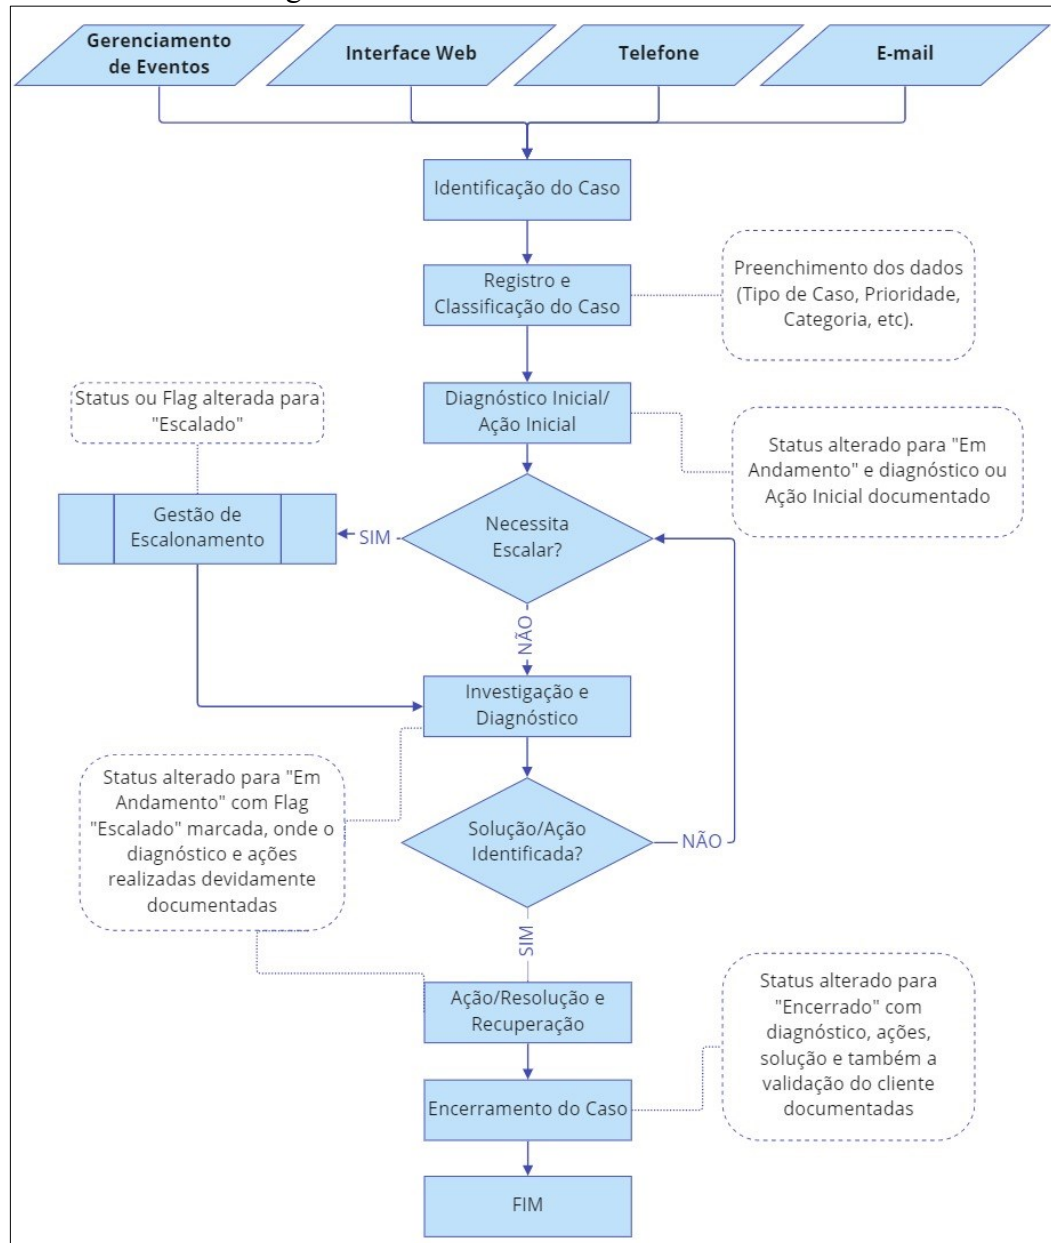 Gerenciamento
de Eventos
Interface Web
Telefone
E-mail
Identificação do Caso
Registro e
Classificação do Caso
Preenchimento dos dados
(Tipo de Caso, Prioridade,
Categoria, etc).
Diagnóstico Inicial/
Ação Inicial
Status ou Flag alterada para
"Escalado"
Status alterado para "Em
Andamento" e diagnóstico ou
Ação Inicial documentado
Gestão de
Escalonamento
SIM
Necessita
Escalar?
NÃO
Investigação e
Diagnóstico
Status alterado para "Em
Andamento" com Flag
"Escalado" marcada, onde o
diagnóstico e ações
realizadas devidamente
documentadas
Solução/Ação
Identificada?
NÃO
SIM
Ação/Resolução e
Recuperação
Status alterado para
"Encerrado" com
diagnóstico, ações,
solução e também a
validação do cliente
documentadas
Encerramento do Caso
FIM